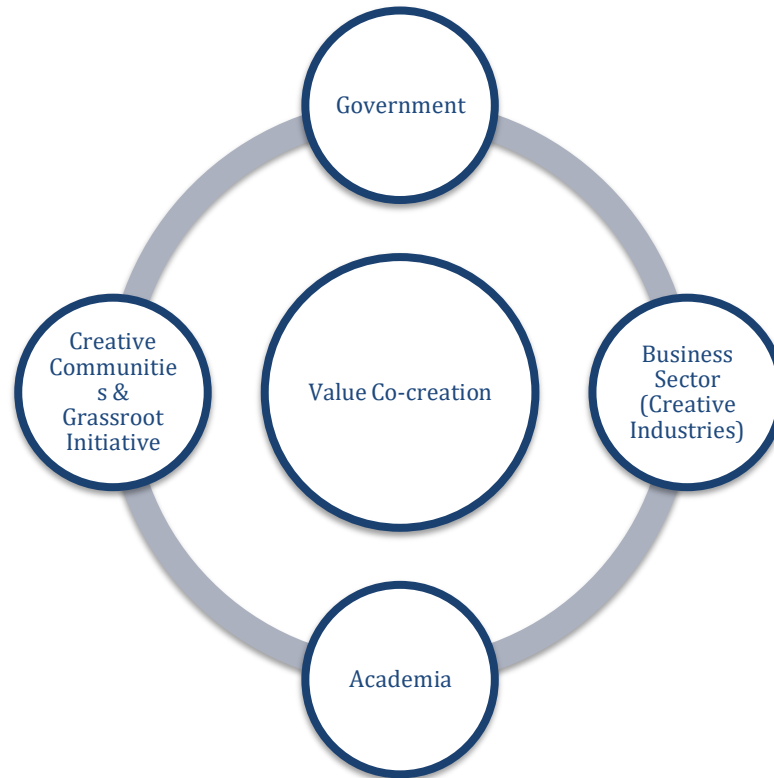 Government
Creative
Communitie
s &
Grassroot
Initiative
Value Co-creation
Business
Sector
(Creative
Industries)
Academia